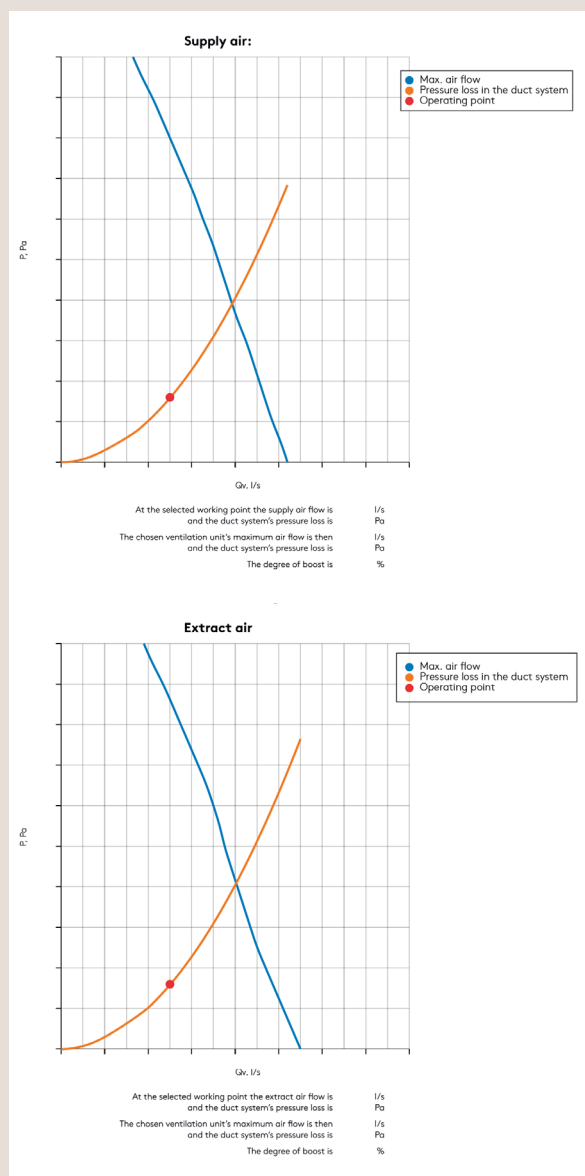 Supply air:
Max. air flow
Pressure loss in the duct system
Operating point
P, Pa
Qv, l/s
At the selected working point the supply air flow is l/s
and the duct system's pressure loss is Pa
The chosen ventilation unit's maximum air flow is then l/s
and the duct system's pressure loss is Pa
The degree of boost is %
Extract air
Max. air flow
Pressure loss in the duct system
Operating point
P, Pa
Qv, l/s
At the selected working point the extract air flow is l/s
and the duct system's pressure loss is Pa
The chosen ventilation unit's maximum air flow is then l/s
and the duct system's pressure loss is Pa
The degree of boost is %